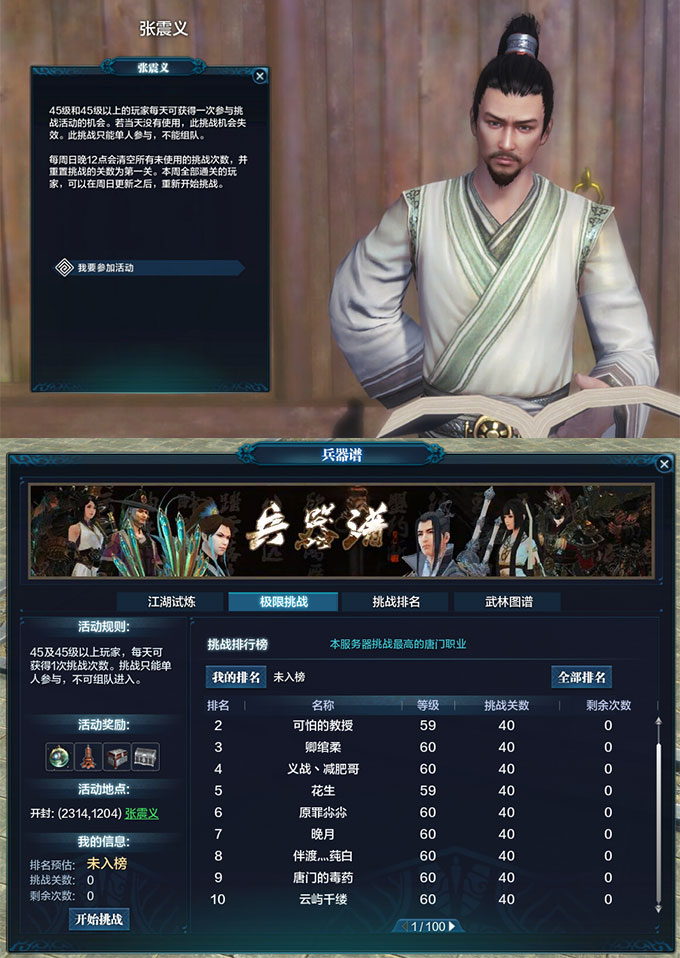 张震义
张震义
45级和45级以上的玩家每天可获得一次参与挑
战活动的机会。若当天没有使用，此挑战机会失
效。此挑战只能单人参与，不能组队。
每周日晚12点会清空所有未使用的挑战次数，并
重置挑战的关数为第一关。本周全部通关的玩
家，可以在周日更新之后，重新开始挑战。
我要参加活动
兵器谱
兵器谱
江湖试炼 极限挑战 挑战排名 武林图谱
活动规则:
45及45级以上玩家，每天可
获得1次挑战次数。挑战只能单
人参与，不可组队进入。
活动奖励:
活动地点:
开封: (2314,1204) 张震义
我的信息:
排名预估: 未入榜
挑战关数: 0
剩余次数: 0
开始挑战
挑战排行榜 本服务器挑战最高的唐门职业
我的排名 未入榜 全部排名
排名 名称 等级 挑战关数 剩余次数
2 可怕的教授 59 40 0
3 卿绾柔 60 40 0
4 义战丶减肥哥 60 40 0
5 花生 59 40 0
6 原罪尛尛 60 40 0
7 晚月 60 40 0
8 伴渡灬莼白 60 40 0
9 唐门的毒药 60 40 0
10 云屿干缕 60 40 0
1/100